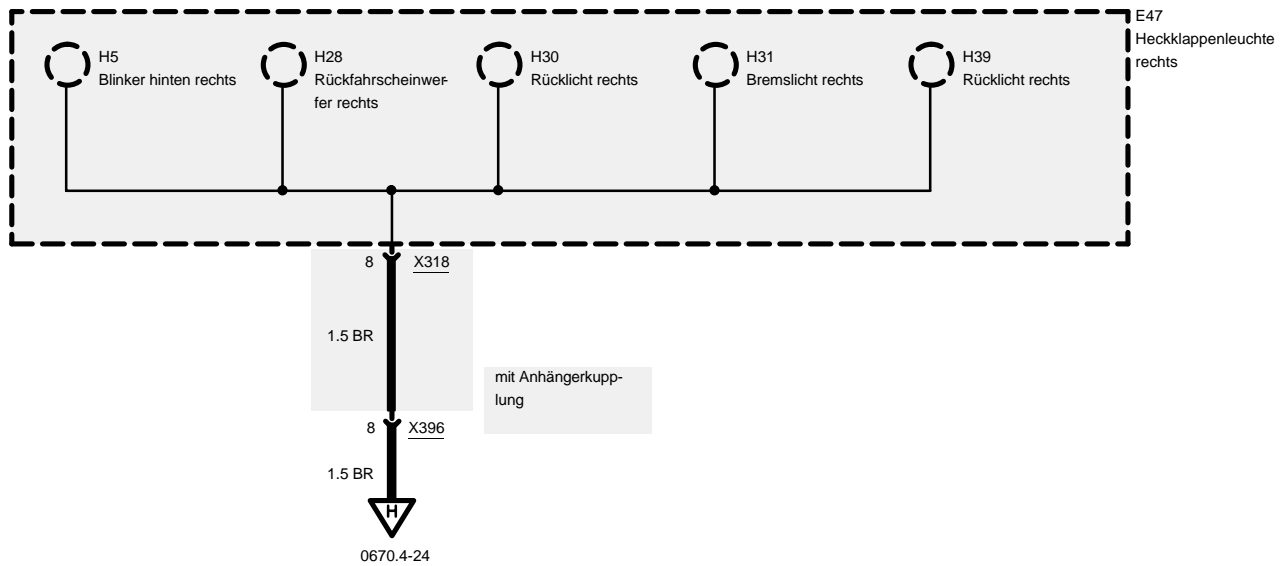 E47
Heckklappenleuchte
rechts
H5
Blinker hinten rechts
H28
Rückfahrscheinwer-
fer rechts
H30
Rücklicht rechts
H31
Bremslicht rechts
H39
Rücklicht rechts
8 X318
1.5 BR
mit Anhängerkupp-
lung
8 X396
1.5 BR
H
0670.4-24